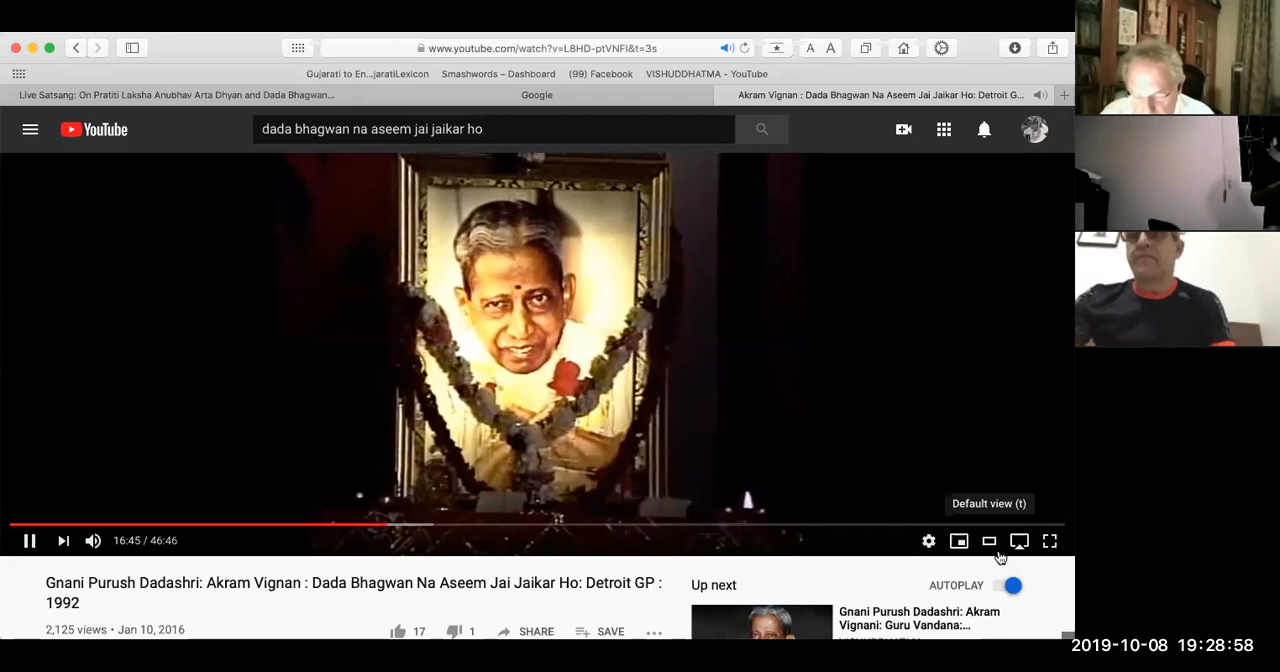 www.youtube.com/watch?v=L8HD-ptVNFI&t=3s
A A
Gujarati to En...jaratiLexicon Smashwords – Dashboard (99) Facebook VISHUDDHATMA - YouTube
Live Satsang: On Pratiti Laksha Anubhav Arta Dhyan and Dada Bhagwan... Google Akram Vignan : Dada Bhagwan Na Aseem Jai Jaikar Ho: Detroit G...
YouTube dada bhagwan na aseem jai jaikar ho
Default view (t)
16:45 / 46:46
Gnani Purush Dadashri: Akram Vignan : Dada Bhagwan Na Aseem Jai Jaikar Ho: Detroit GP :
1992
2,125 views • Jan 10, 2016
17 1 SHARE SAVE
Up next AUTOPLAY
Gnani Purush Dadashri: Akram
Vignani: Guru Vandana;...
2019-10-08 19:28:58